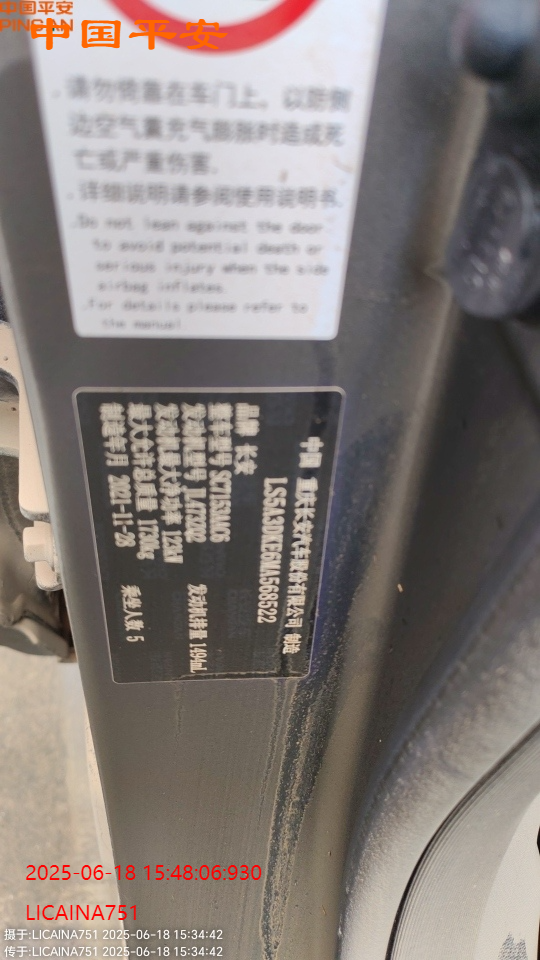 中国平安
PINGAN
中国平安
.请勿倚靠在车门上，以防侧
边空气囊充气膨胀时造成死
亡或严重伤害.
.详细说明请参阅使用说明书.
.Do not lean against the door
to avoid potential death or
serious injury when the side
airbag inflates.
.For details please refer to
the manual.
中国 重庆长安汽车股份有限公司 制造
LS5A3DKE6MA568522
品牌 长安
整车型号
发动机型号 发动机排量 1494mL
发动机最大净功率
最大允许总质量
制造年月 2021-11-28 乘坐人数 5
2025-06-18 15:48:06:930
LICAINA751
摄于:LICAINA751 2025-06-18 15:34:42
传于:LICAINA751 2025-06-18 15:34:42